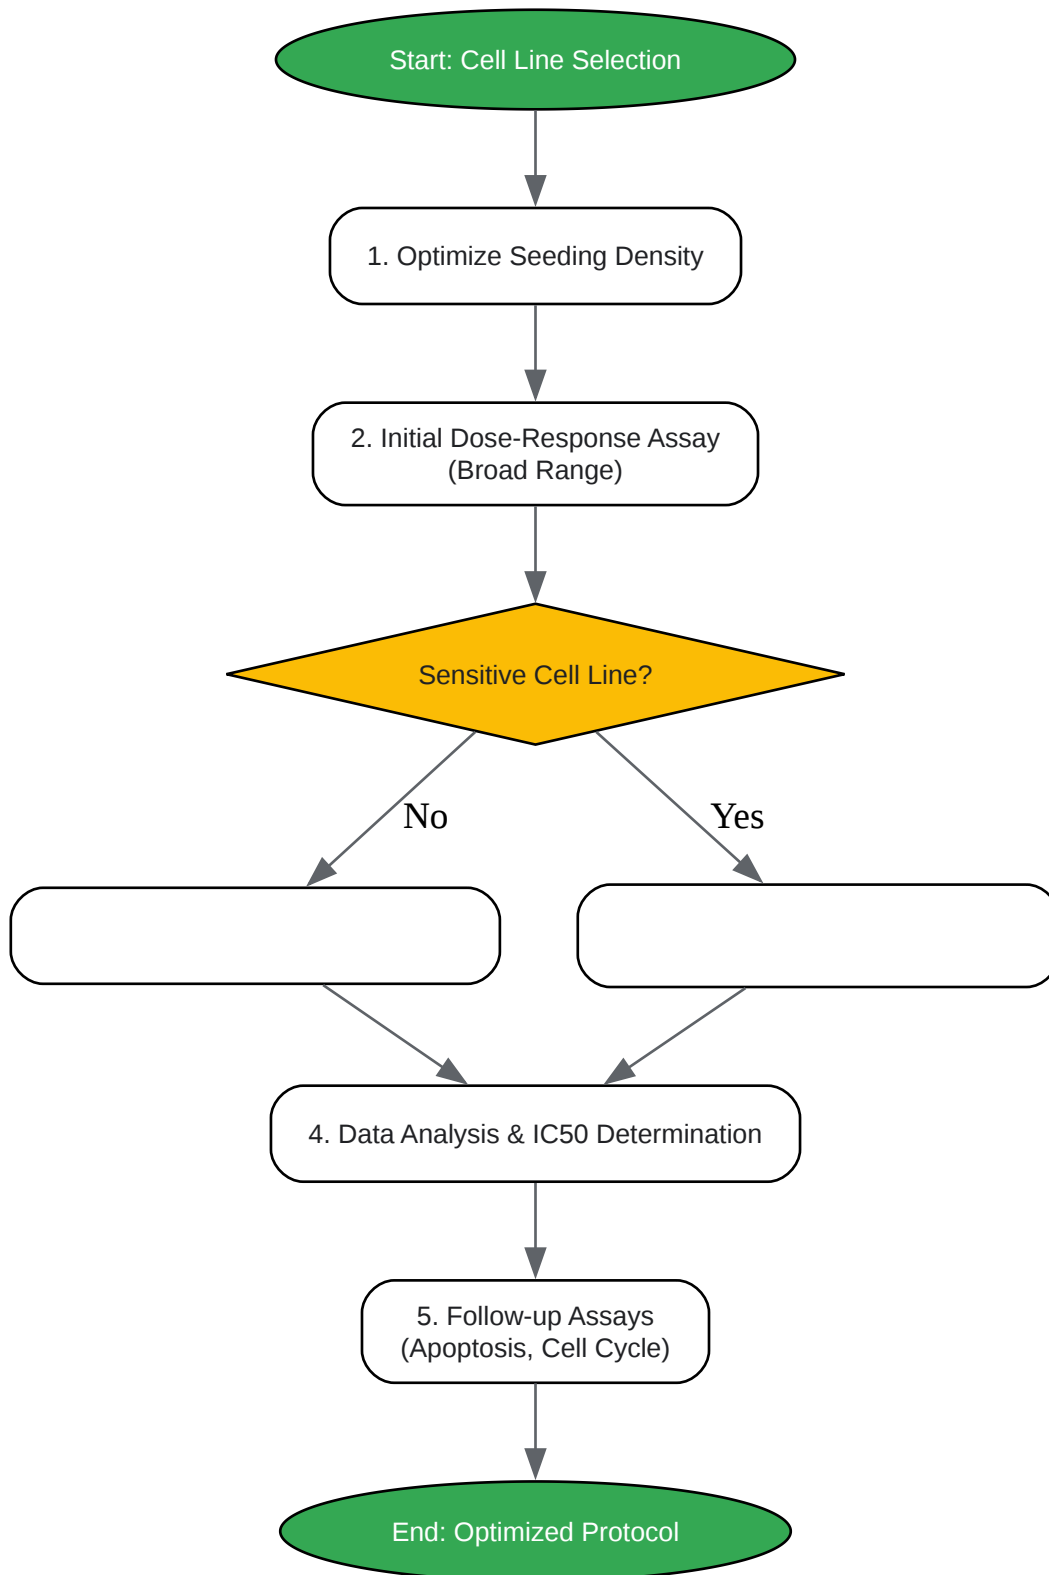 Start: Cell Line Selection
1. Optimize Seeding Density
2. Initial Dose-Response Assay
(Broad Range)
Sensitive Cell Line?
No
Yes
4. Data Analysis & IC50 Determination
5. Follow-up Assays
(Apoptosis, Cell Cycle)
End: Optimized Protocol